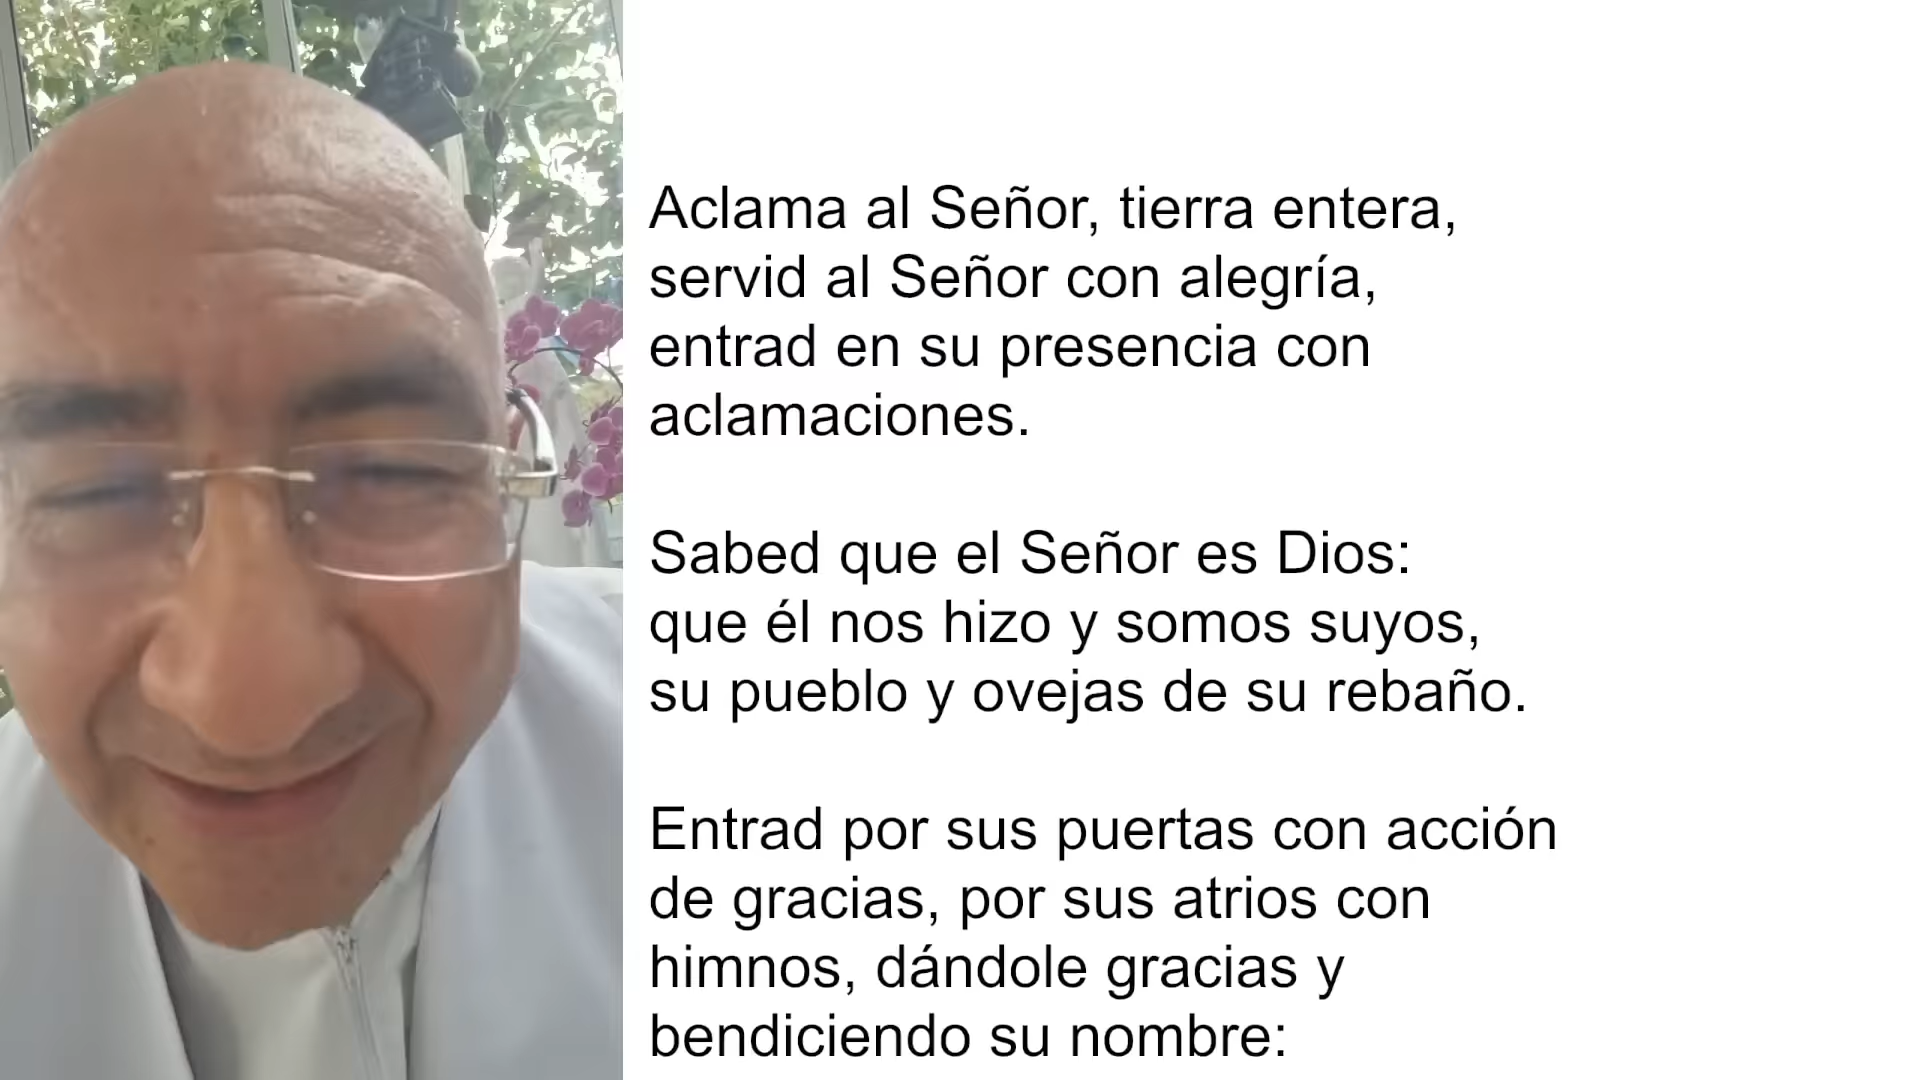 Aclama al Señor, tierra entera,
servid al Señor con alegría,
entrad en su presencia con
aclamaciones.
Sabed que el Señor es Dios:
que él nos hizo y somos suyos,
su pueblo y ovejas de su rebaño.
Entrad por sus puertas con acción
de gracias, por sus atrios con
himnos, dándole gracias y
bendiciendo su nombre: